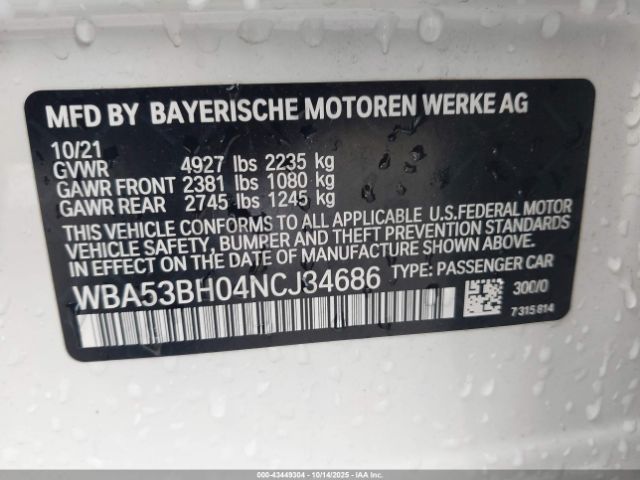 MFD BY BAYERISCHE MOTOREN WERKE AG
10/21
GVWR 4927 lbs 2235 kg
GAWR FRONT 2381 lbs 1080 kg
GAWR REAR 2745 lbs 1245 kg
THIS VEHICLE CONFORMS TO ALL APPLICABLE U.S.FEDERAL MOTOR
VEHICLE SAFETY, BUMPER AND THEFT PREVENTION STANDARDS
IN EFFECT ON THE DATE OF MANUFACTURE SHOWN ABOVE.
WBA53BH04NCJ34686 TYPE: PASSENGER CAR
300/0
7315814
000-43449304 | 10/14/2025 - COPYRIGHT IAA, LLC.